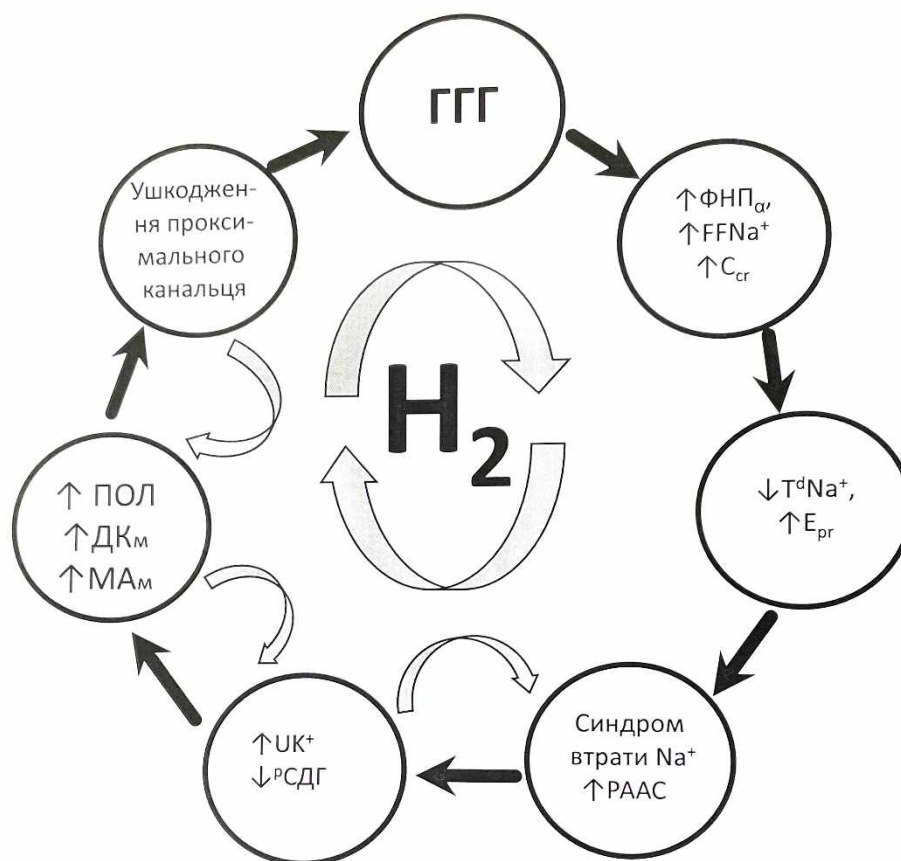 ГГГ
↑ФНПα,
↑FFNa⁺
↑Ccr
↓TᵈNa⁺,
↑Epr
Синдром
втрати Na⁺
↑РААС
↑UK⁺
↓ᵖСДГ
↑ ПОЛ
↑ДКм
↑МАм
Ушкоджен-
ня прокси-
мального
канальця
H₂